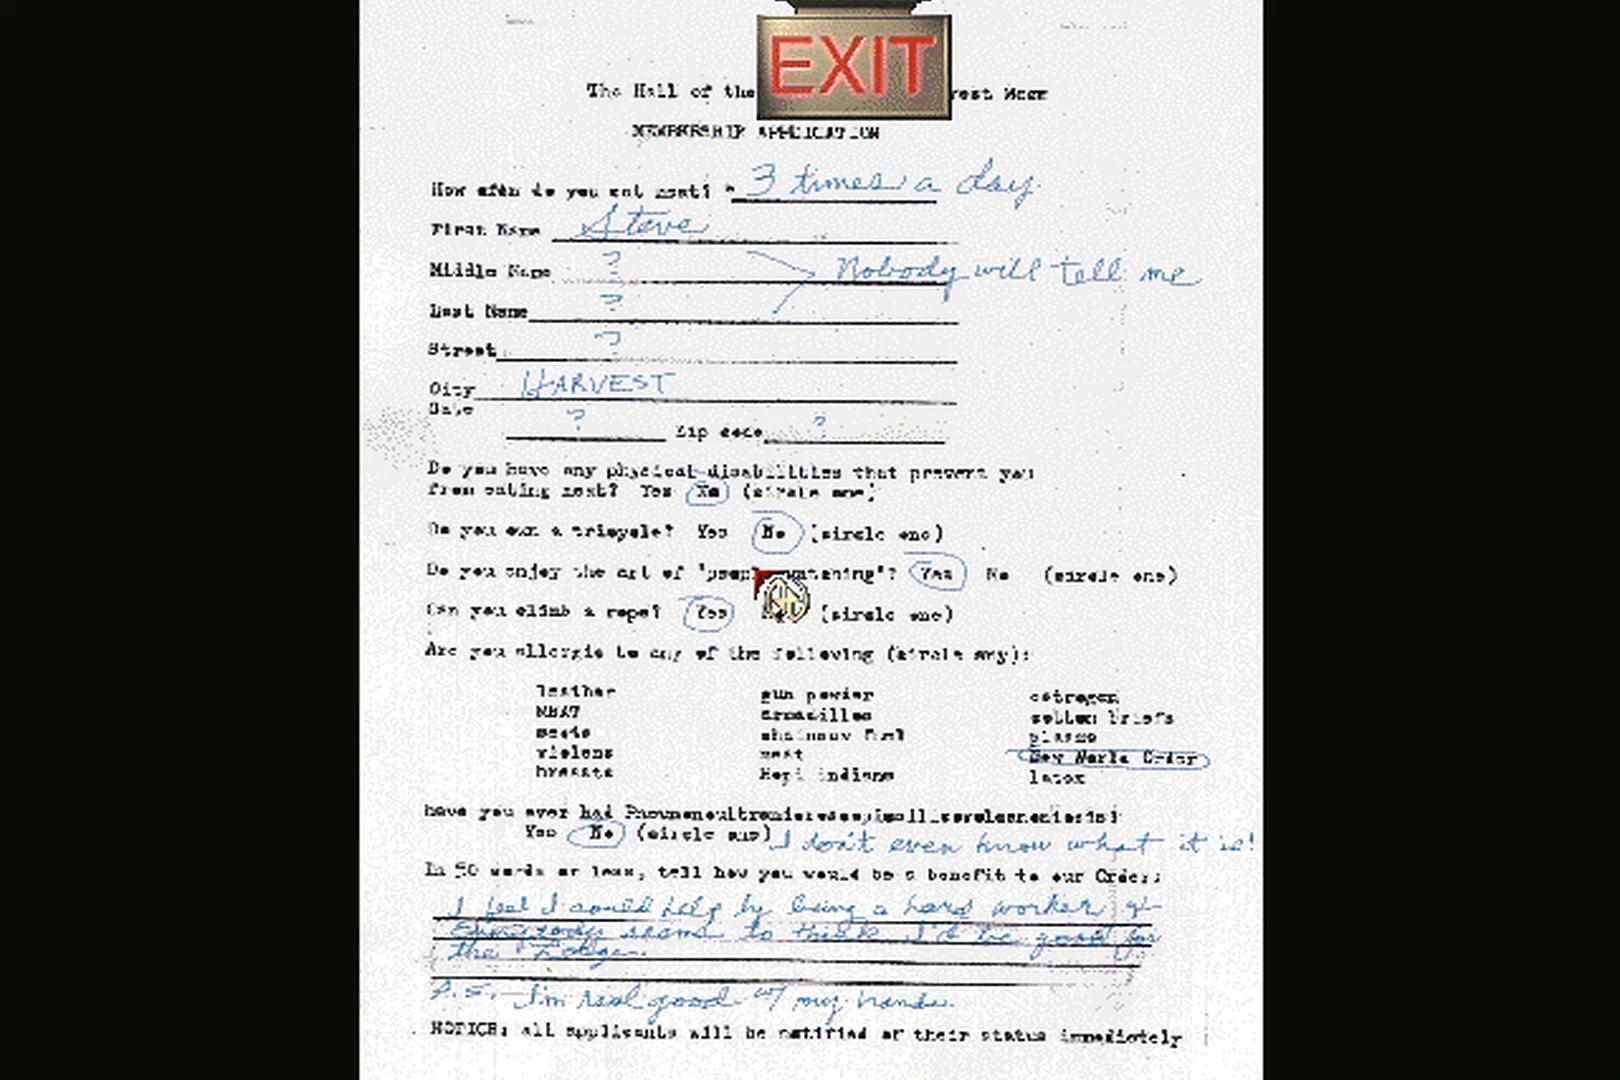 EXIT
The Hall of the vest Moon
MEMBERSHIP APPLICATION
How often do you eat meat? 3 times a day
First Name Steve
Middle Name ? Nobody will tell me
Last Name ?
Street ?
City HARVEST
State
? Zip code ?
Do you have any physical disabilities that prevent you
from eating meat? Yes No (circle one)
Do you own a tricycle? Yes No (circle one)
Do you enjoy the art of "people watching"? Yes No (circle one)
Can you climb a rope? Yes (circle one)
Are you allergic to any of the following (circle any):
leather gun powder estrogen
MEAT armadillos cotton briefs
chainsaw fuel plasma
violence meat New World Order
breasts Hopi indians latex
have you ever had
Yes No (circle one) I don't even know what it is!
In 50 words or less, tell how you would be a benefit to our Order:
I feel I could help by being a hard worker
Everybody seems to think I'd be good for
the Lodge.
P.S. I'm real good w/ my hands.
NOTICE: all applicants will be notified of their status immediately